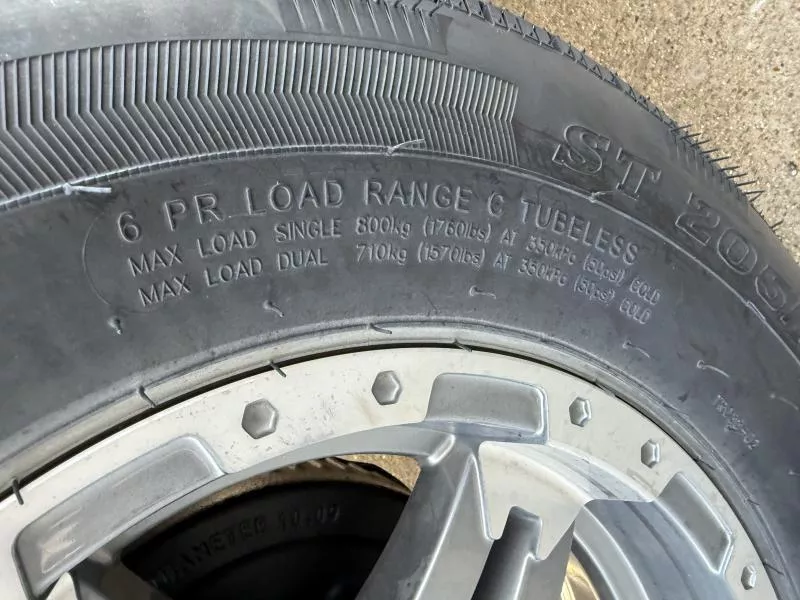 ST 205
6 PR LOAD RANGE C TUBELESS
MAX LOAD SINGLE 800kg (1760lbs) AT 350kPa (50psi) COLD
MAX LOAD DUAL 710kg (1570lbs) AT 350kPa (50psi) COLD